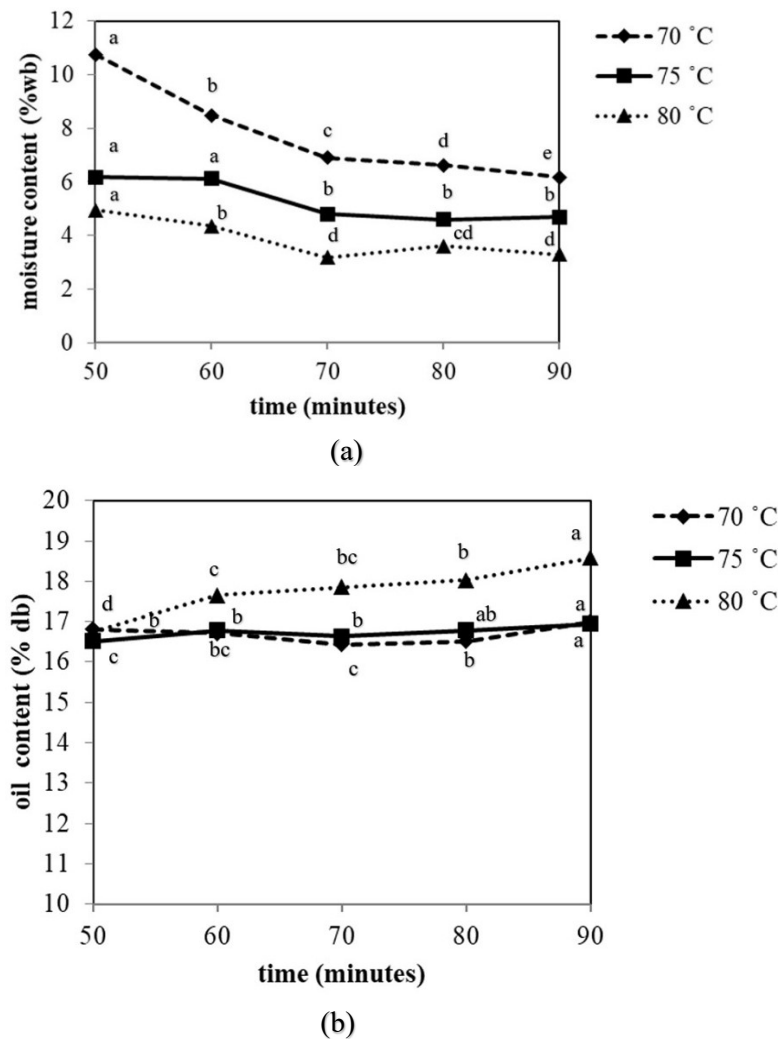 12
10
8
6
4
2
0
moisture content (%wb)
a
b
c
d
e
a
a
b
b
b
a
b
d
cd
d
50 60 70 80 90
time (minutes)
70 ˚C
75 ˚C
80 ˚C
(a)
20
19
18
17
16
15
14
13
12
11
10
oil content (% db)
a
b
bc
c
d
b
b
b
ab
a
c
bc
c
b
a
50 60 70 80 90
time (minutes)
70 ˚C
75 ˚C
80 ˚C
(b)